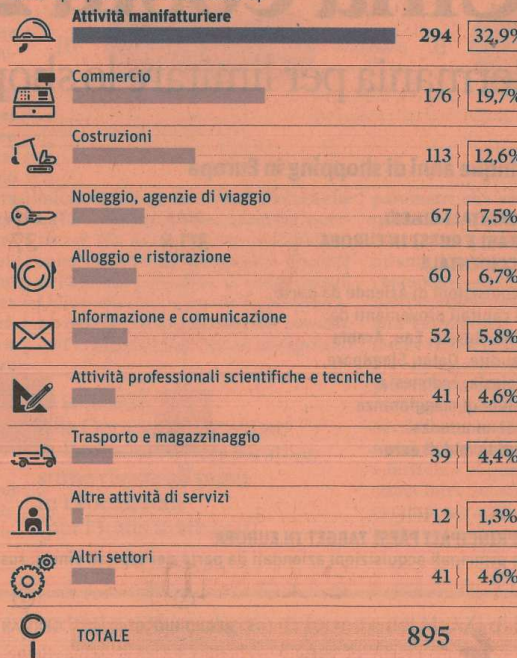 Attività manifatturiere
294 32,9%
Commercio
176 19,7%
Costruzioni
113 12,6%
Noleggio, agenzie di viaggio
67 7,5%
Alloggio e ristorazione
60 6,7%
Informazione e comunicazione
52 5,8%
Attività professionali scientifiche e tecniche
41 4,6%
Trasporto e magazzinaggio
39 4,4%
Altre attività di servizi
12 1,3%
Altri settori
41 4,6%
TOTALE 895